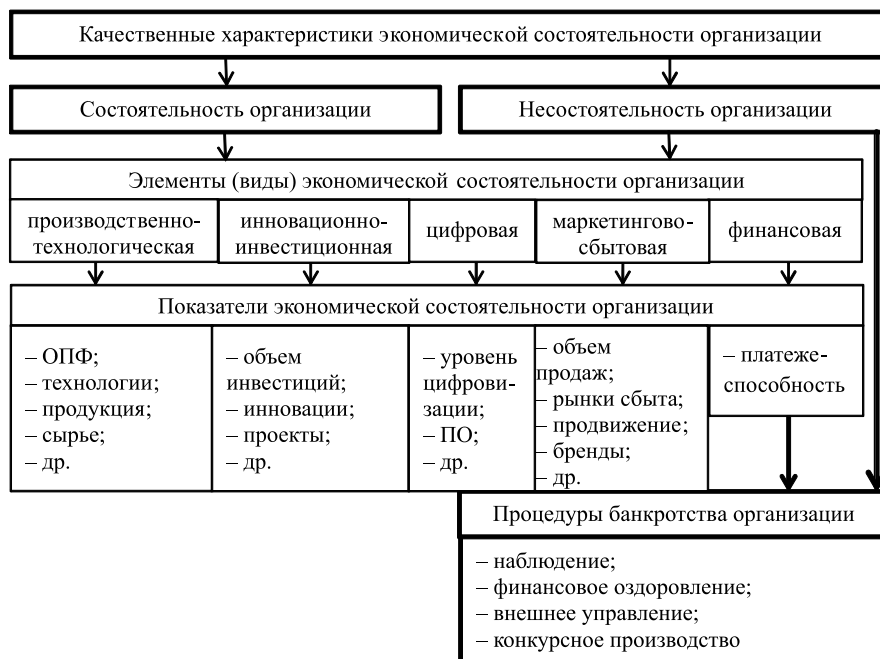 Качественные характеристики экономической состоятельности организации
Состоятельность организации
Несостоятельность организации
Элементы (виды) экономической состоятельности организации
производственно-
технологическая
инновационно-
инвестиционная
цифровая
маркетингово-
сбытовая
финансовая
Показатели экономической состоятельности организации
– ОПФ;
– технологии;
– продукция;
– сырье;
– др.
– объем
инвестиций;
– инновации;
– проекты;
– др.
– уровень
цифрови-
зации;
– ПО;
– др.
– объем
продаж;
– рынки сбыта;
– продвижение;
– бренды;
– др.
– платеже-
способность
Процедуры банкротства организации
– наблюдение;
– финансовое оздоровление;
– внешнее управление;
– конкурсное производство